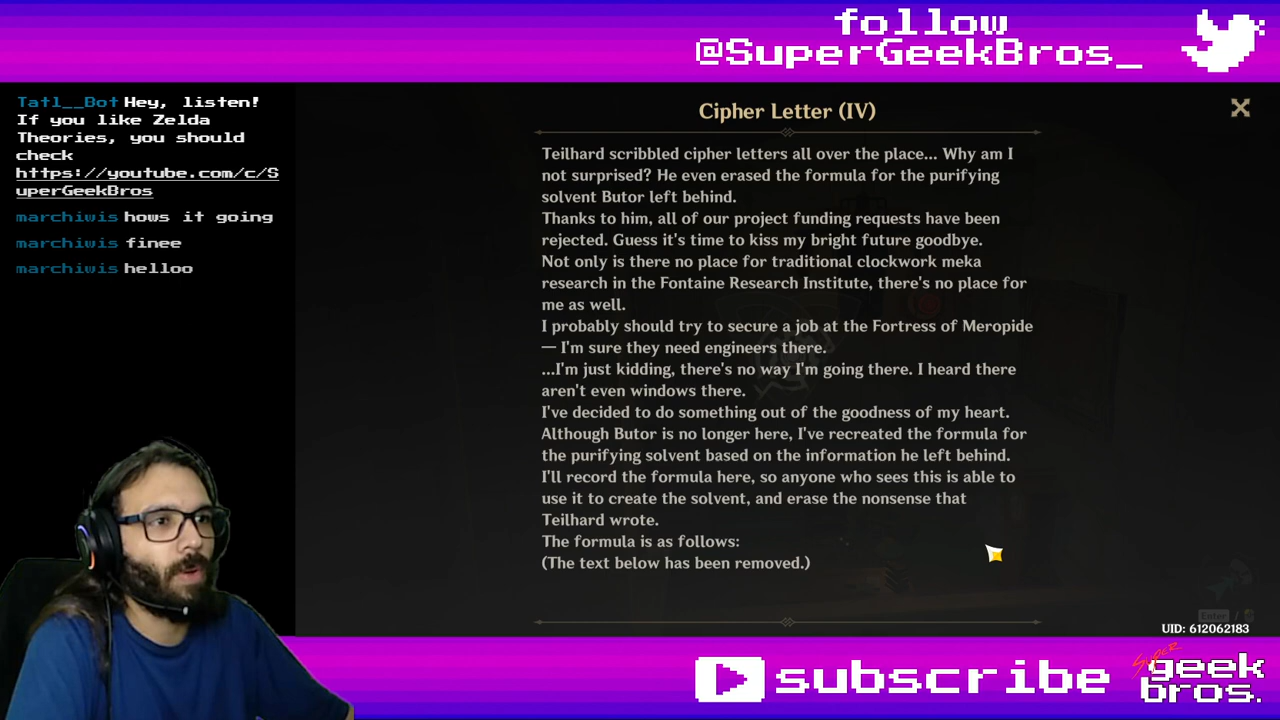 follow
@SuperGeekBros_
Tatl__Bot Hey, listen!
If you like Zelda
Theories, you should
check
https://youtube.com/c/S
uperGeekBros
marchiwis hows it going
marchiwis finee
marchiwis helloo
Cipher Letter (IV)
Teilhard scribbled cipher letters all over the place... Why am I
not surprised? He even erased the formula for the purifying
solvent Butor left behind.
Thanks to him, all of our project funding requests have been
rejected. Guess it's time to kiss my bright future goodbye.
Not only is there no place for traditional clockwork meka
research in the Fontaine Research Institute, there's no place for
me as well.
I probably should try to secure a job at the Fortress of Meropide
— I'm sure they need engineers there.
...I'm just kidding, there's no way I'm going there. I heard there
aren't even windows there.
I've decided to do something out of the goodness of my heart.
Although Butor is no longer here, I've recreated the formula for
the purifying solvent based on the information he left behind.
I'll record the formula here, so anyone who sees this is able to
use it to create the solvent, and erase the nonsense that
Teilhard wrote.
The formula is as follows:
(The text below has been removed.)
Enter
UID: 612062183
subscribe
SUPER
geek
bros.